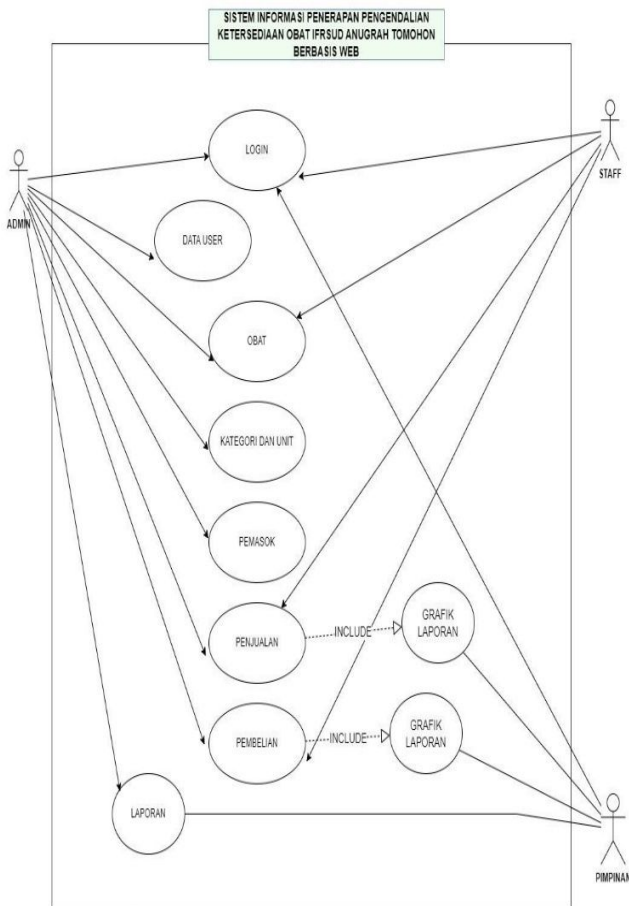 SISTEM INFORMASI PENERAPAN PENGENDALIAN
KETERSEDIAAN OBAT IFRSUD ANUGRAH TOMOHON
BERBASIS WEB
LOGIN
STAFF
ADMIN
DATA USER
OBAT
KATEGORI DAN UNIT
PEMASOK
PENJUALAN
INCLUDE
GRAFIK
LAPORAN
PEMBELIAN
INCLUDE
GRAFIK
LAPORAN
LAPORAN
PIMPINAN